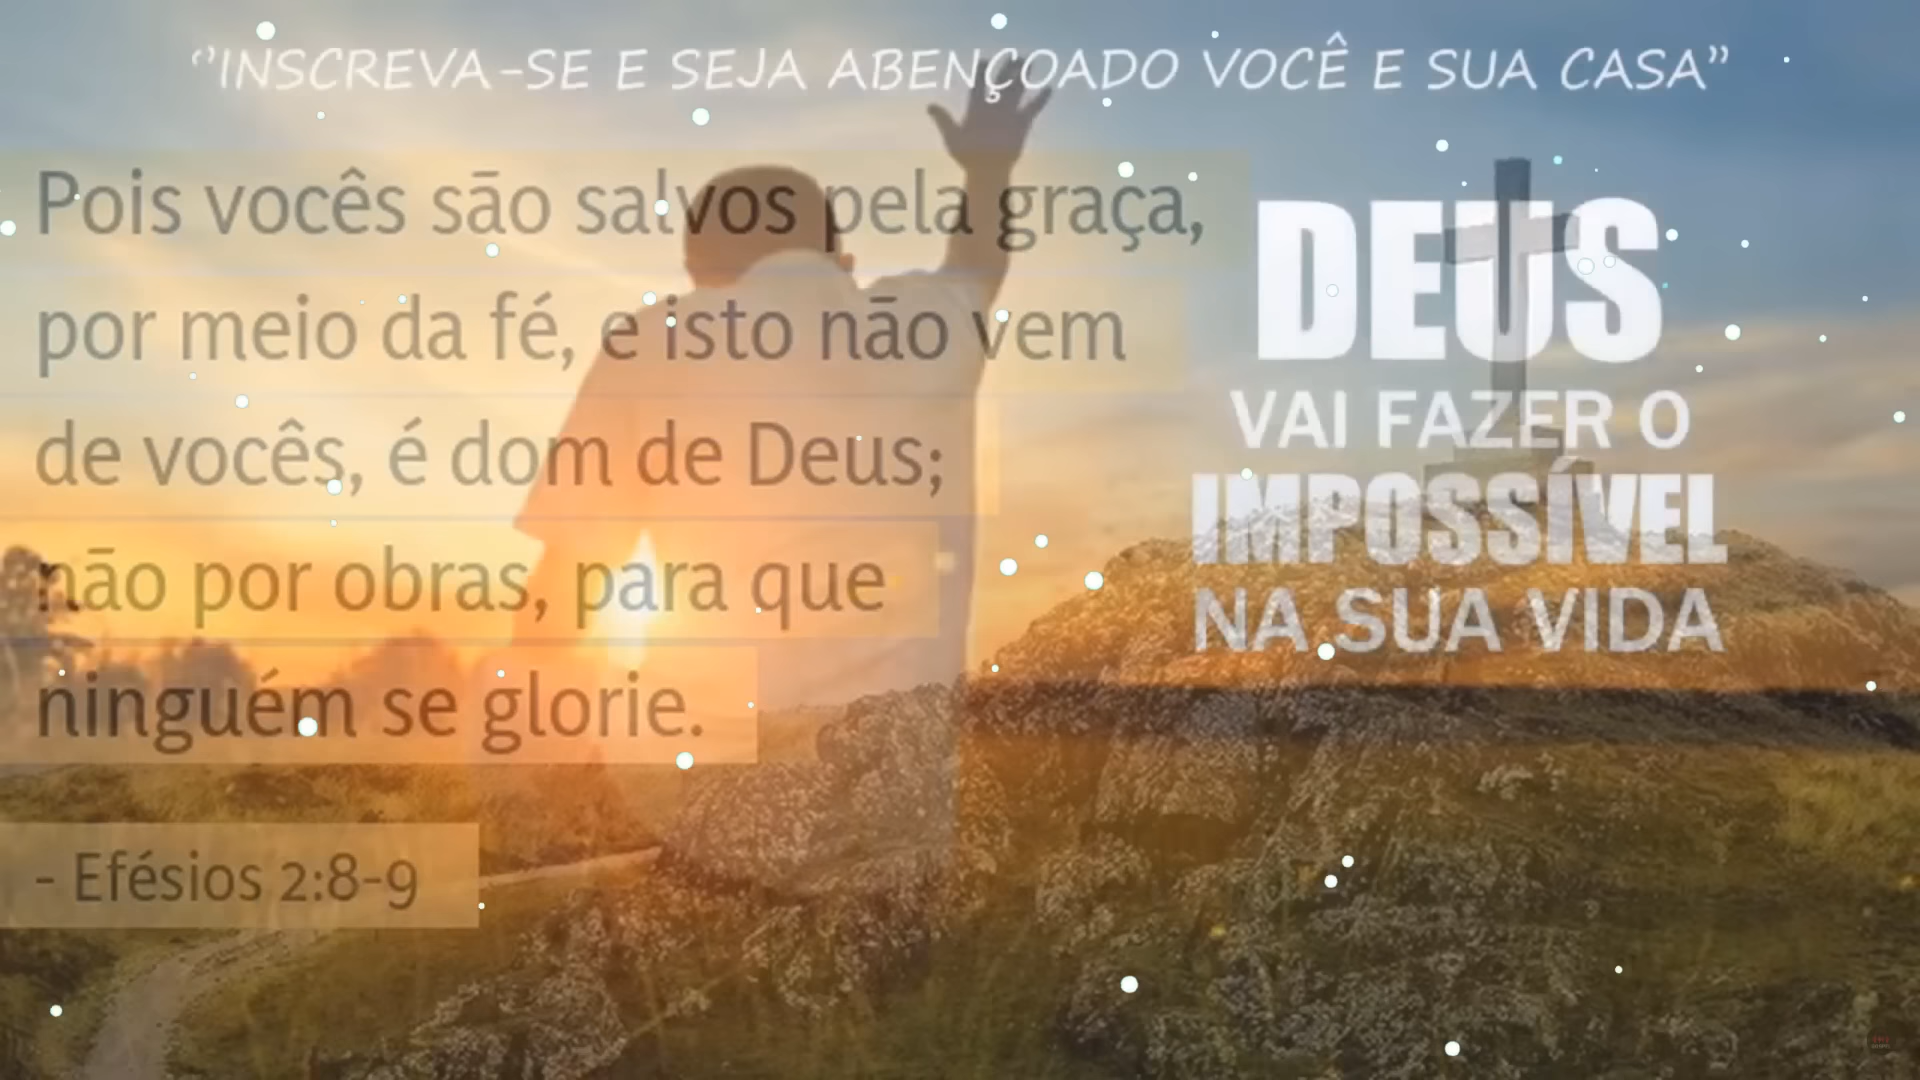 “INSCREVA-SE E SEJA ABENÇOADO VOCÊ E SUA CASA”
Pois vocês são salvos pela graça,
por meio da fé, e isto não vem
de vocês, é dom de Deus;
não por obras, para que
ninguém se glorie.
- Efésios 2:8-9
DEUS
VAI FAZER O
IMPOSSÍVEL
NA SUA VIDA